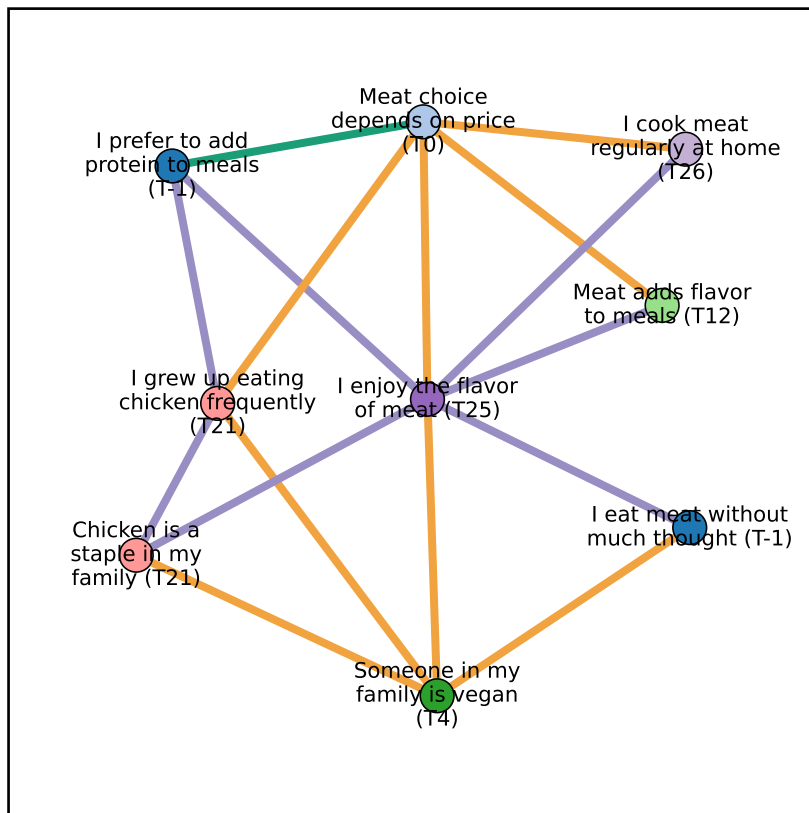 Meat choice
depends on price
(T0)
I cook meat
regularly at home
(T26)
I prefer to add
protein to meals
(T-1)
Meat adds flavor
to meals (T12)
I grew up eating
chicken frequently
(T21)
I enjoy the flavor
of meat (T25)
I eat meat without
much thought (T-1)
Chicken is a
staple in my
family (T21)
Someone in my
family is vegan
(T4)